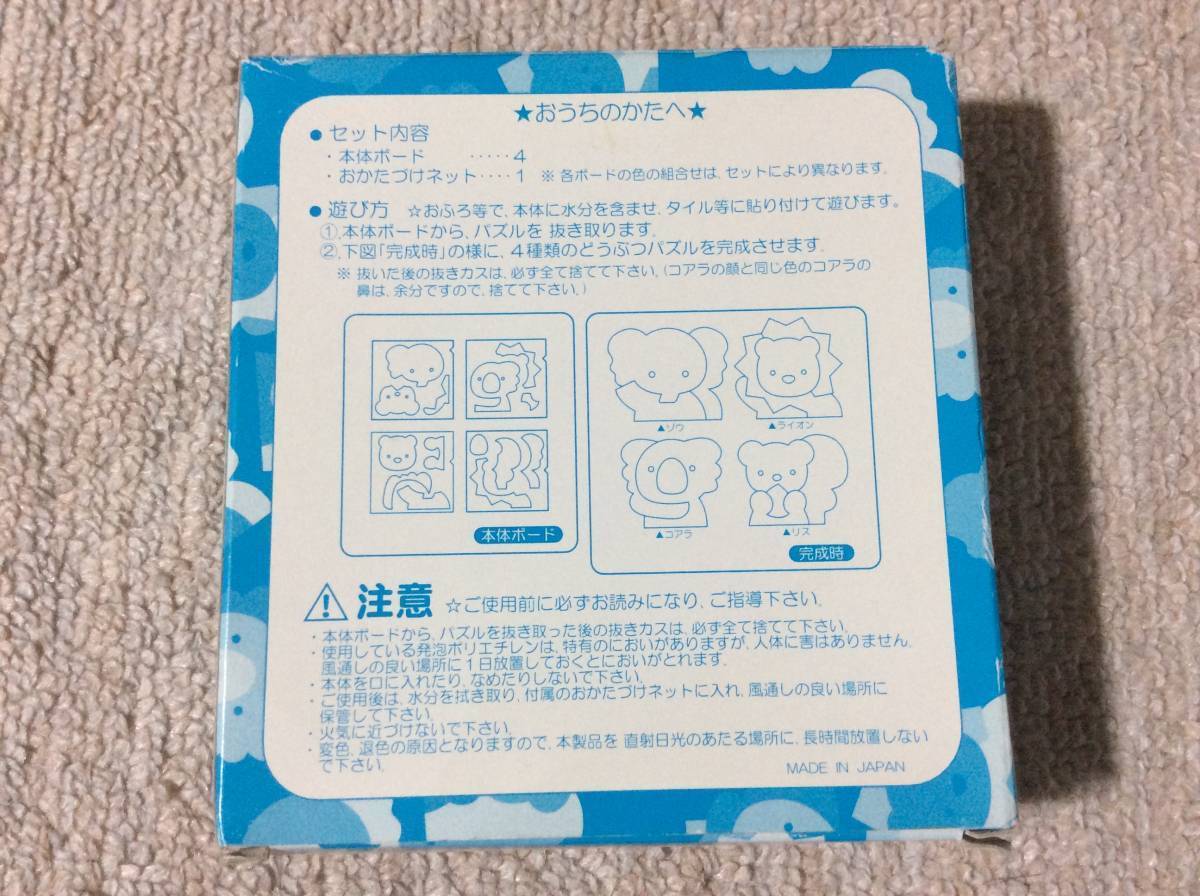 ★おうちのかたへ★
● セット内容
・本体ボード ‥‥‥4
・おかたづけネット‥‥1 ※ 各ボードの色の組合せは、セットにより異なります。
● 遊び方 ☆おふろ等で、本体に水分を含ませ、タイル等に貼り付けて遊びます。
①.本体ボードから、パズルを 抜き取ります。
②.下図「完成時」の様に、4種類のどうぶつパズルを完成させます。
※ 抜いた後の抜きカスは、必ず全て捨てて下さい。(コアラの顔と同じ色のコアラの
鼻は、余分ですので、捨てて下さい。)
▲ゾウ
▲ライオン
▲コアラ
▲リス
本体ボード
完成時
注意 ☆ご使用前に必ずお読みになり、ご指導下さい。
・本体ボードから、パズルを抜き取った後の抜きカスは、必ず全て捨てて下さい。
・使用している発泡ポリエチレンは、特有のにおいがありますが、人体に害はありません。
風通しの良い場所に1日放置しておくとにおいがとれます。
・本体を口に入れたり、なめたりしないで下さい。
・ご使用後は、水分を拭き取り、付属のおかたづけネットに入れ、風通しの良い場所に
保管して下さい。
・火気に近づけないで下さい。
・変色、退色の原因となりますので、本製品を 直射日光のあたる場所に、長時間放置しない
で下さい。
MADE IN JAPAN